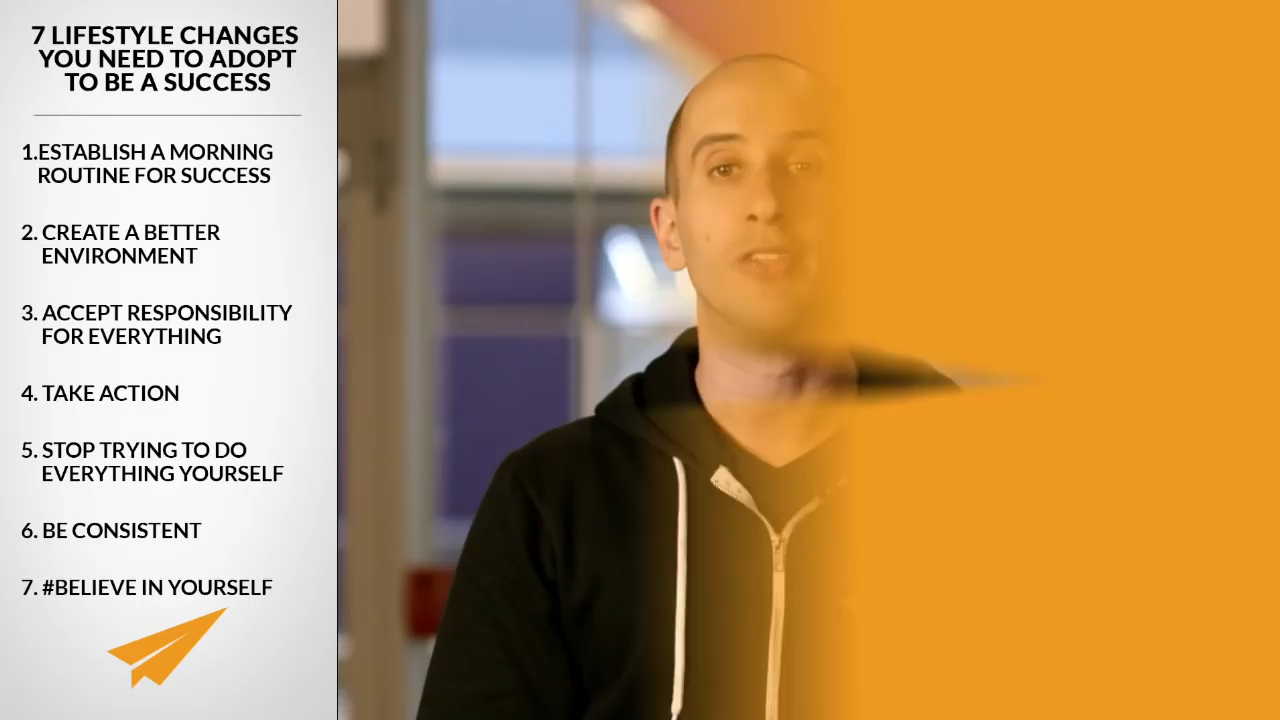 7 LIFESTYLE CHANGES
YOU NEED TO ADOPT
TO BE A SUCCESS
1.ESTABLISH A MORNING
ROUTINE FOR SUCCESS
2. CREATE A BETTER
ENVIRONMENT
3. ACCEPT RESPONSIBILITY
FOR EVERYTHING
4. TAKE ACTION
5. STOP TRYING TO DO
EVERYTHING YOURSELF
6. BE CONSISTENT
7. #BELIEVE IN YOURSELF